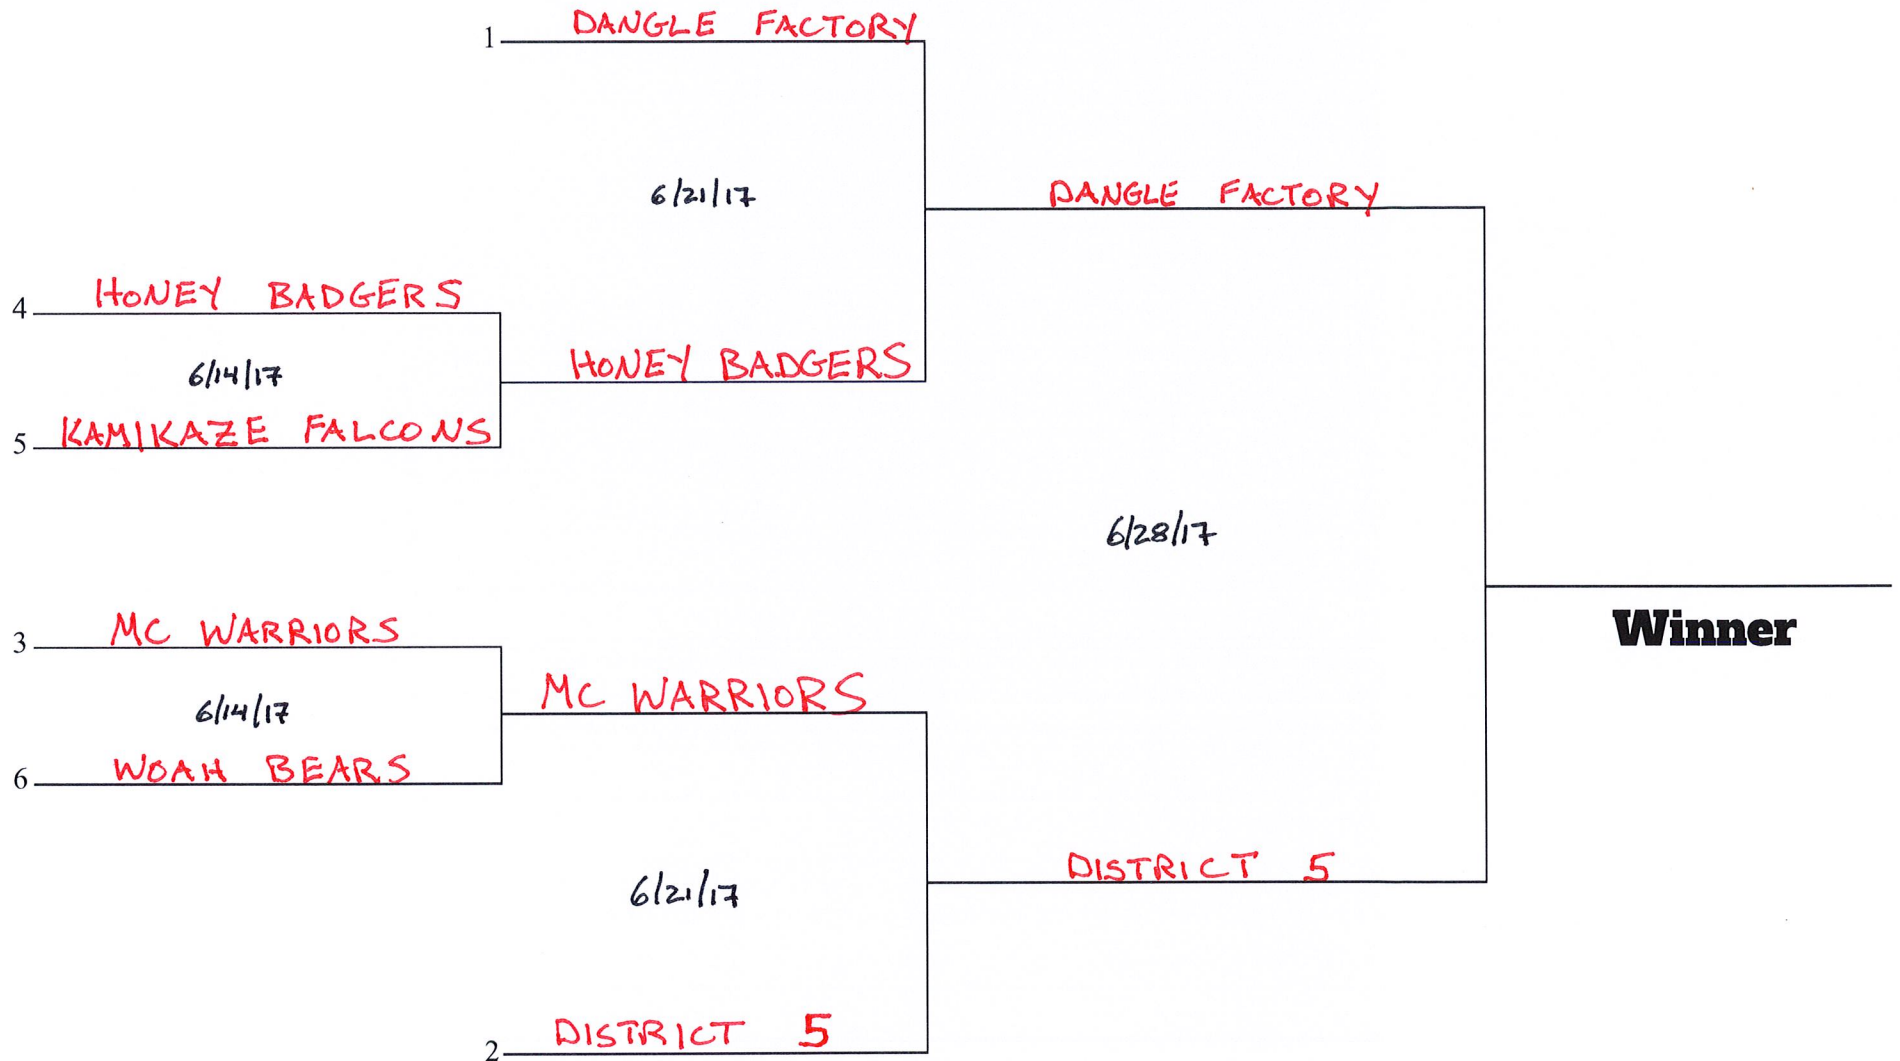 1 DANGLE FACTORY
6/21/17
DANGLE FACTORY
4 HONEY BADGERS
6/14/17
HONEY BADGERS
5 KAMIKAZE FALCONS
6/28/17
Winner
3 MC WARRIORS
6/14/17
MC WARRIORS
6 WOAH BEARS
6/21/17
DISTRICT 5
2 DISTRICT 5